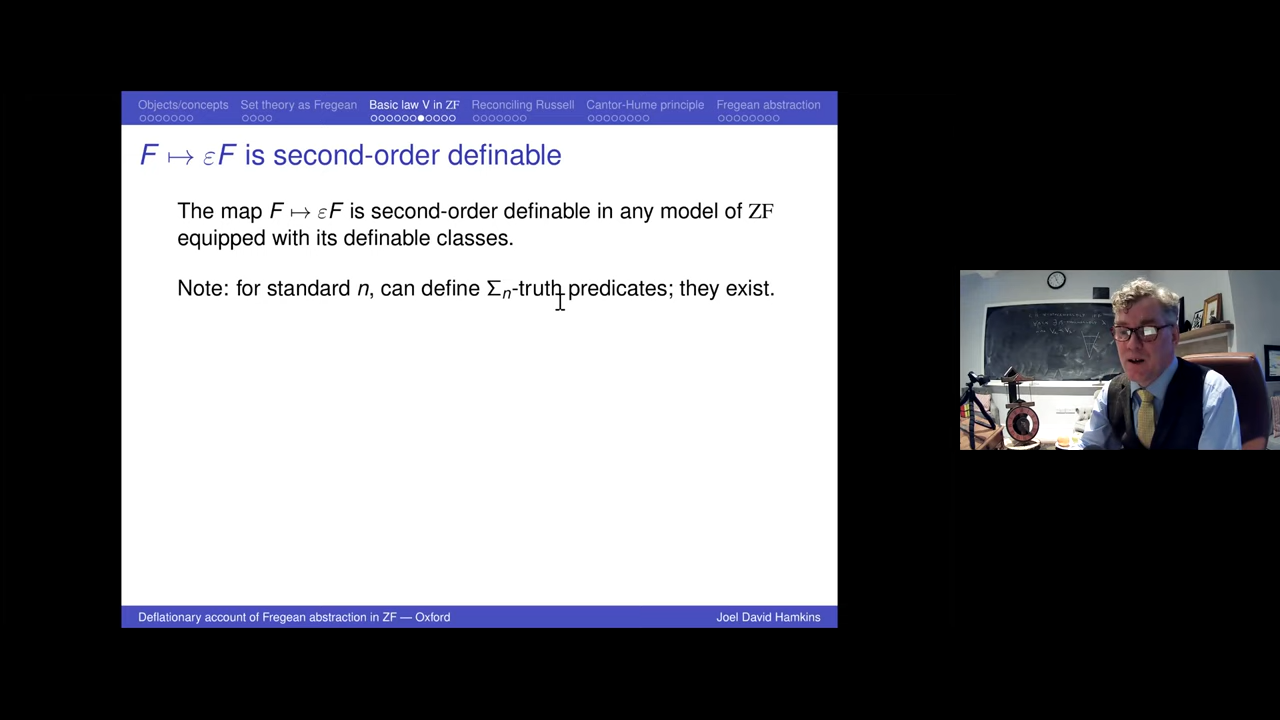 Objects/concepts Set theory as Fregean Basic law V in ZF Reconciling Russell Cantor-Hume principle Fregean abstraction
F ↦ εF is second-order definable
The map F ↦ εF is second-order definable in any model of ZF
equipped with its definable classes.
Note: for standard n, can define Σn-truth predicates; they exist.
Deflationary account of Fregean abstraction in ZF — Oxford Joel David Hamkins